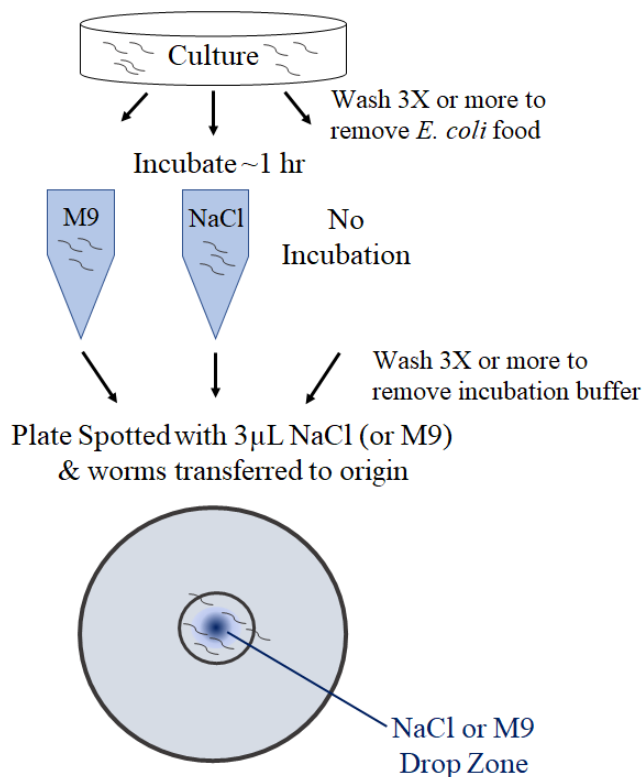 Culture
Wash 3X or more to
remove E. coli food
Incubate ~1 hr
M9
NaCl
No
Incubation
Wash 3X or more to
remove incubation buffer
Plate Spotted with 3µL NaCl (or M9)
& worms transferred to origin
NaCl or M9
Drop Zone